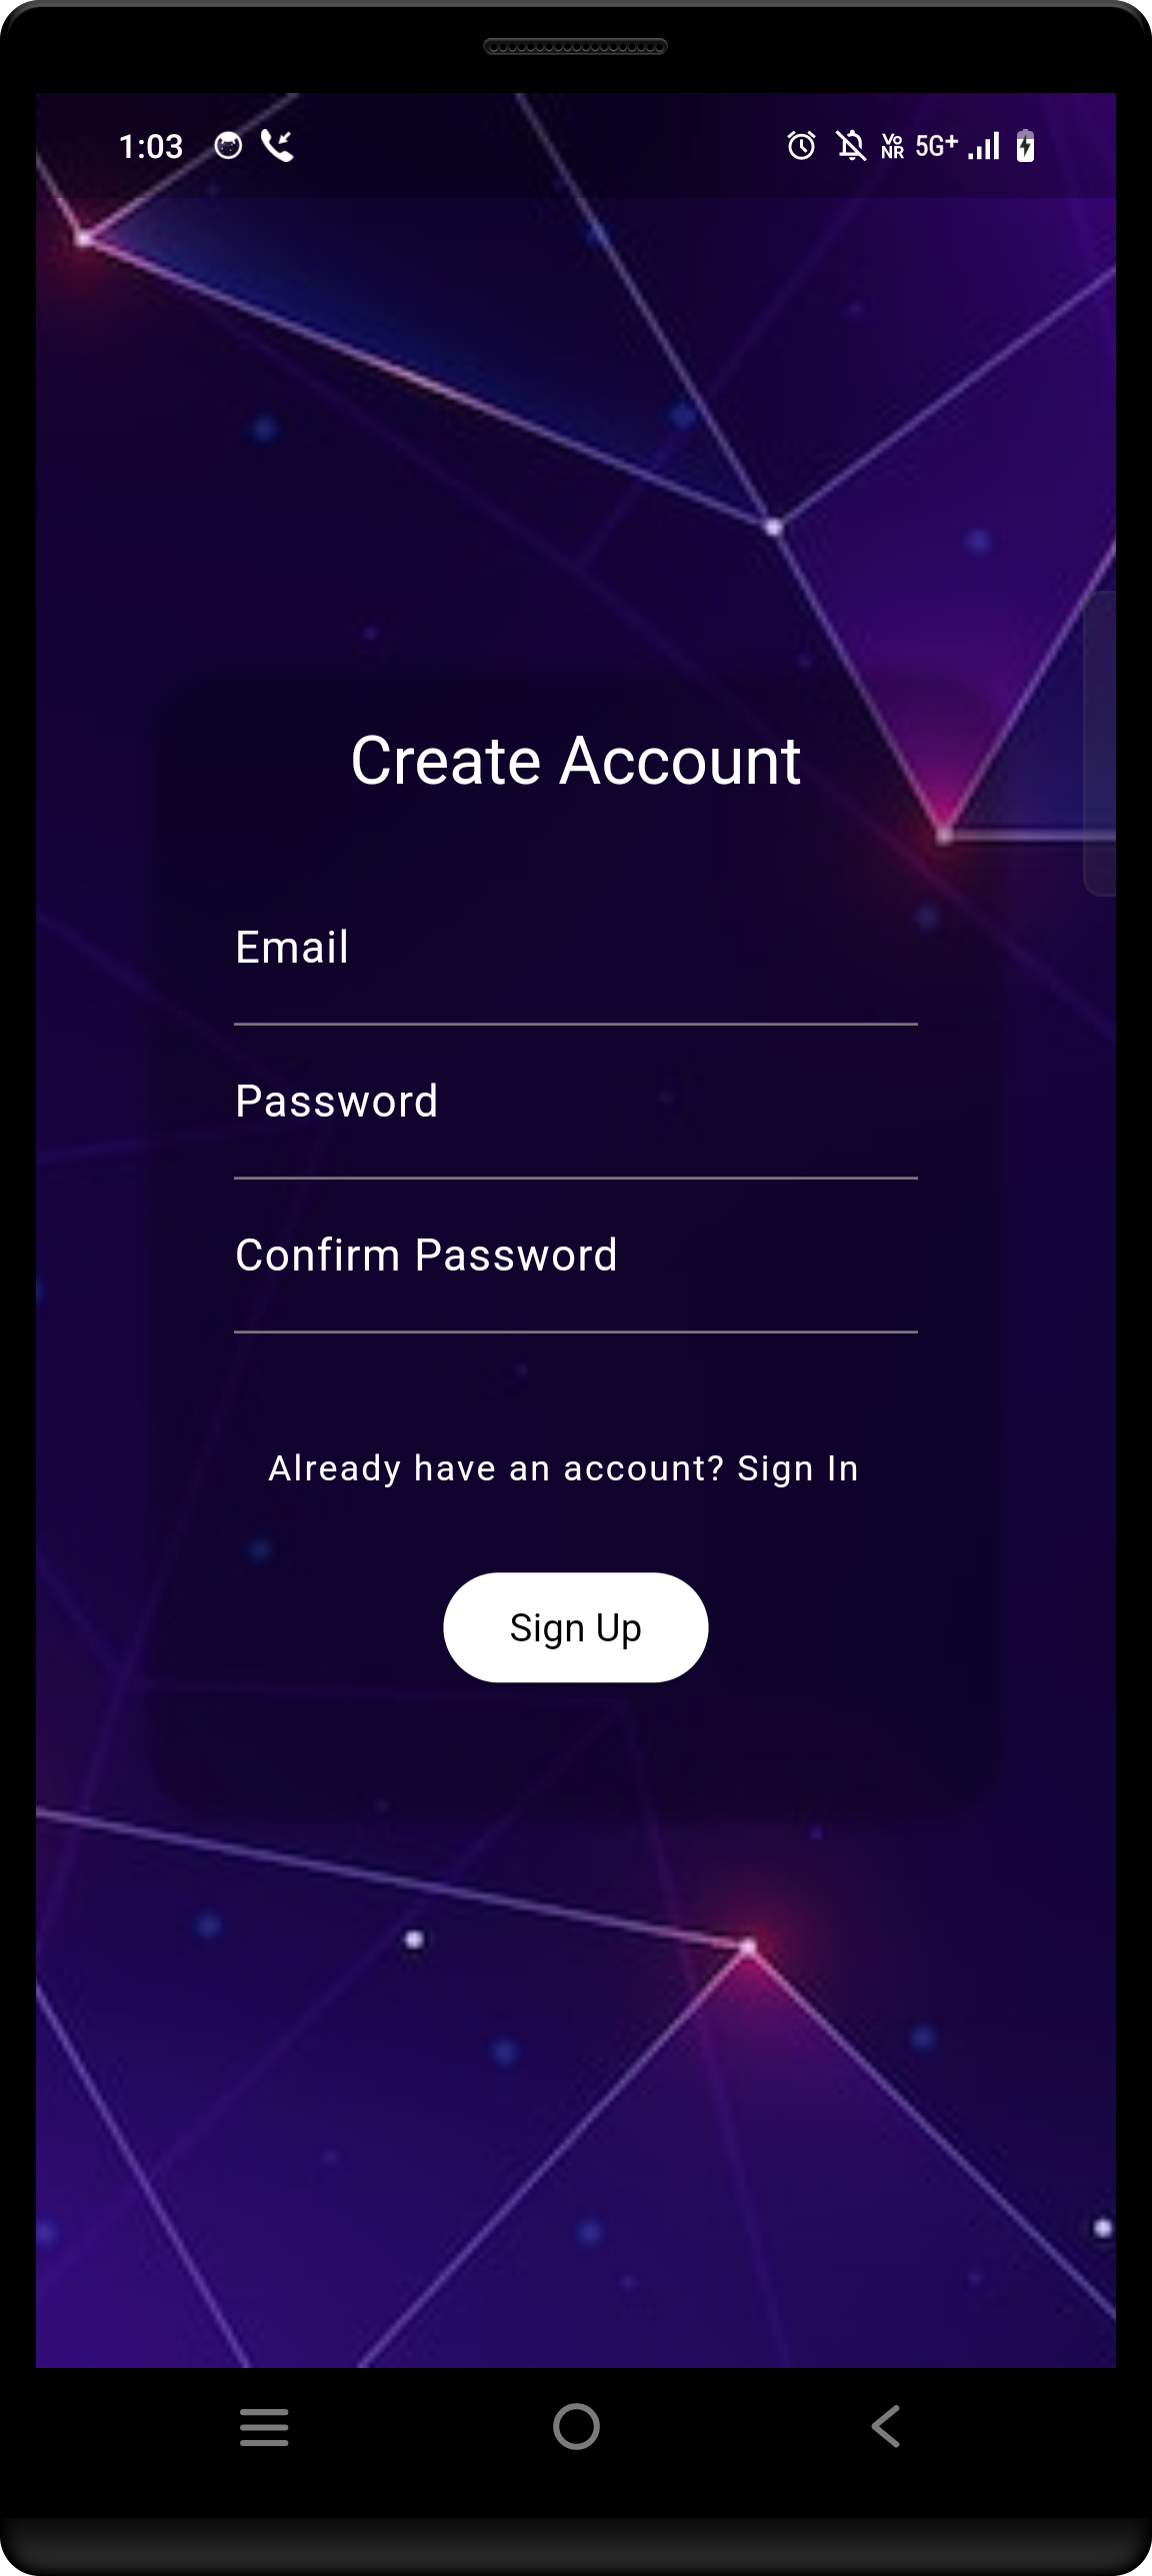 1:03 Vo NR 5G+
Create Account
Email
Password
Confirm Password
Already have an account? Sign In
Sign Up